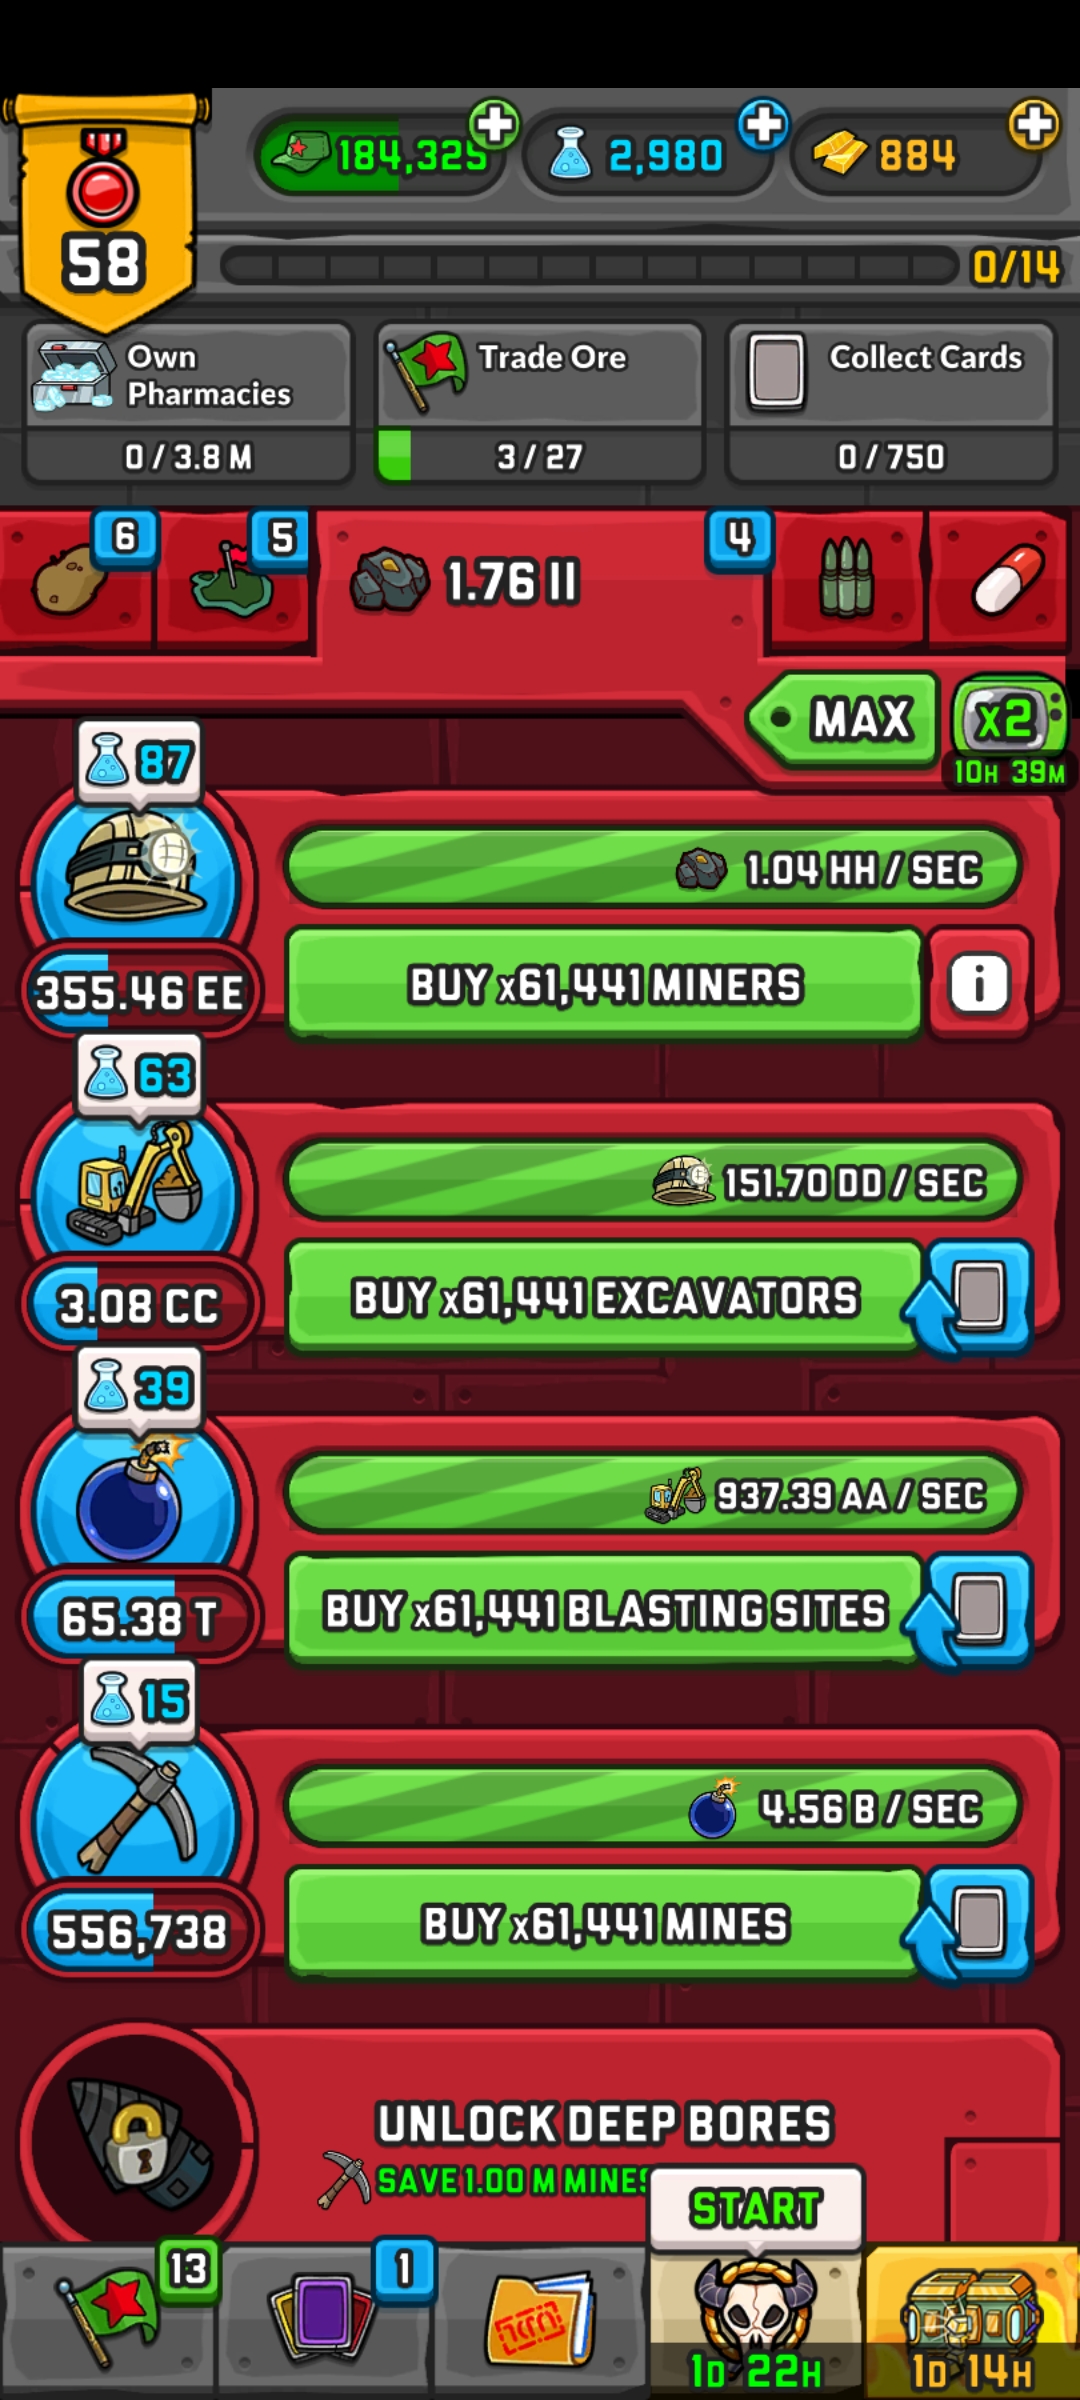 184,325
2,980
884
58
0/14
Own
Pharmacies
0 / 3.8 M
Trade Ore
3 / 27
Collect Cards
0 / 750
6
5
1.76 II
4
MAX
x2
10H 39M
87
1.04 HH / SEC
355.46 EE
BUY x61,441 MINERS
i
63
151.70 DD / SEC
3.08 CC
BUY x61,441 EXCAVATORS
39
937.39 AA / SEC
65.38 T
BUY x61,441 BLASTING SITES
15
4.56 B / SEC
556,738
BUY x61,441 MINES
UNLOCK DEEP BORES
SAVE 1.00 M MINES
START
13
1
1D 22H
1D 14H